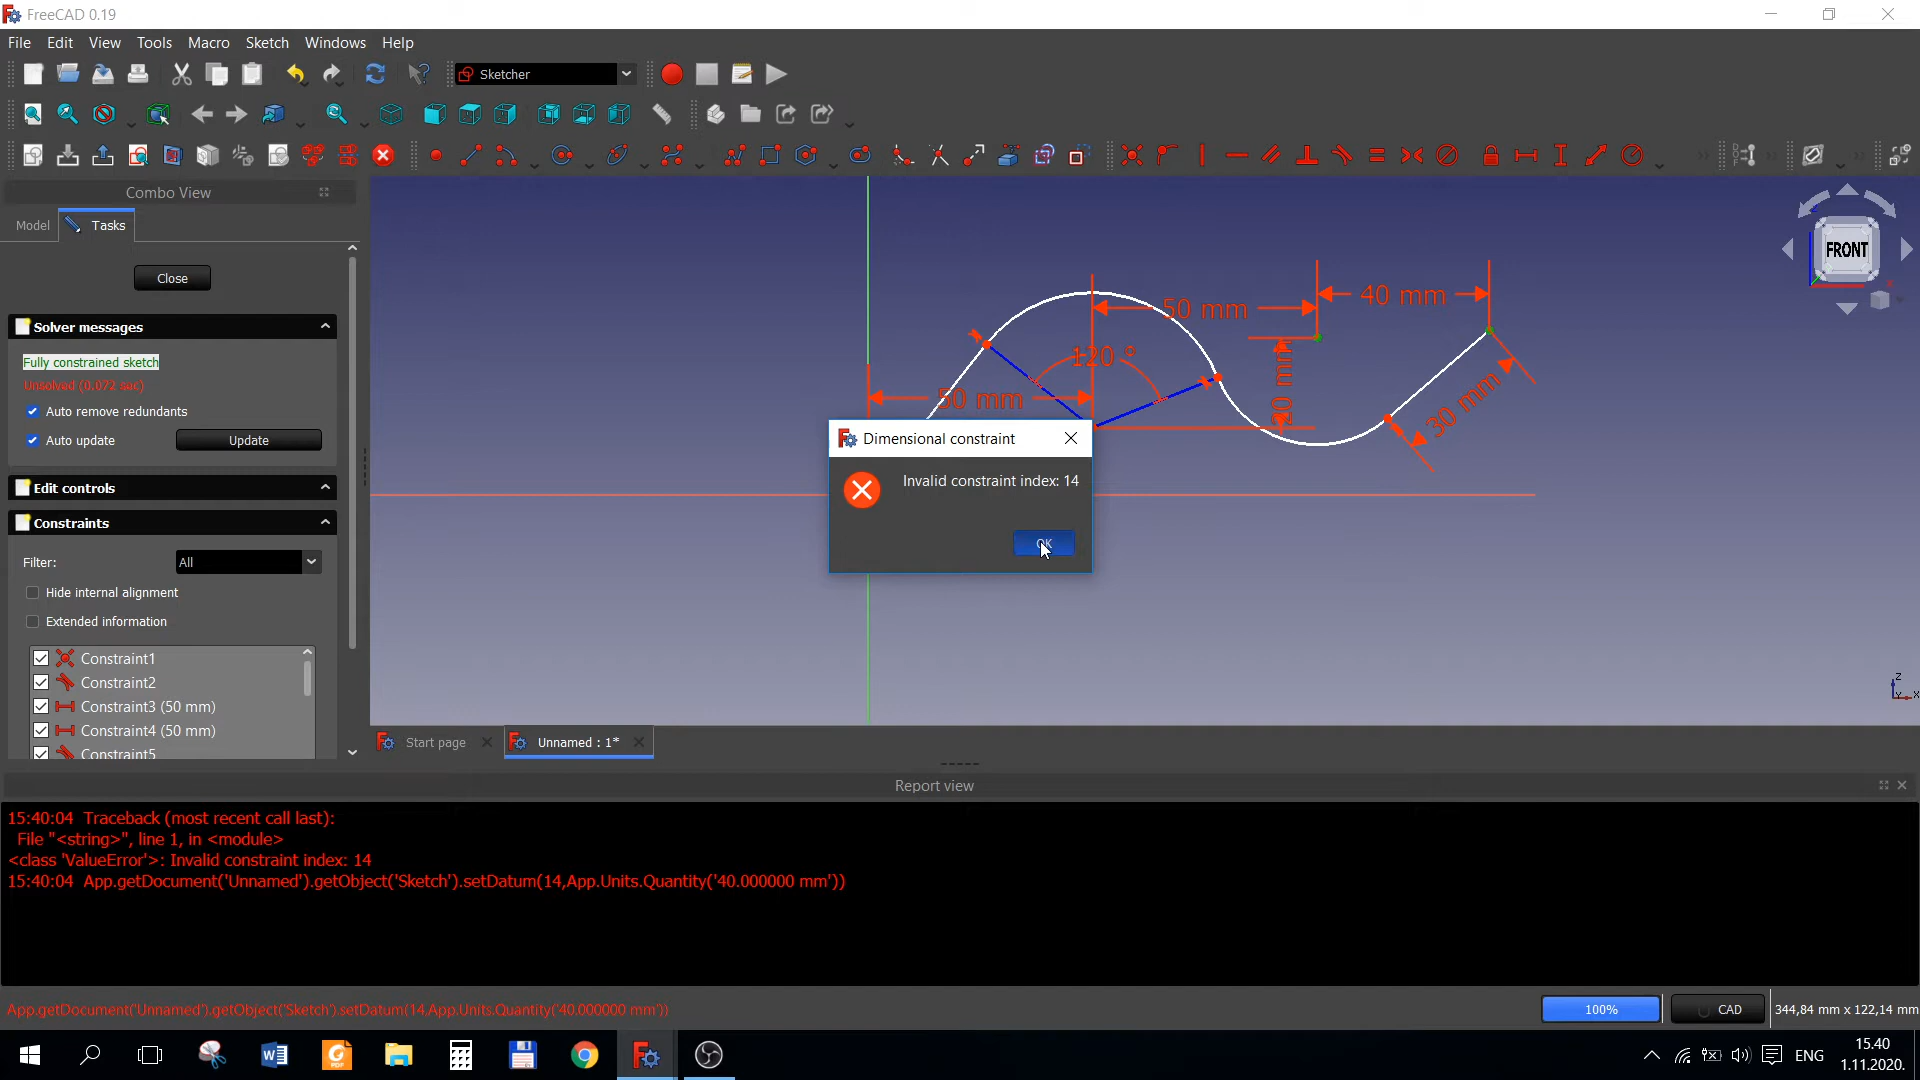 FreeCAD 0.19
File Edit View Tools Macro Sketch Windows Help
Sketcher
Combo View
Model Tasks
Close
Solver messages
Fully constrained sketch
Unsolved (0,072 sec)
Auto remove redundants
Auto update Update
Edit controls
Constraints
Filter: All
Hide internal alignment
Extended information
Constraint1
Constraint2
Constraint3 (50 mm)
Constraint4 (50 mm)
Constraint5
50 mm
40 mm
120 °
20 mm
50 mm
30 mm
FRONT
Z
Y
X
Dimensional constraint
Invalid constraint index: 14
OK
Start page Unnamed : 1*
Report view
15:40:04 Traceback (most recent call last):
File "<string>", line 1, in <module>
<class 'ValueError'>: Invalid constraint index: 14
15:40:04 App.getDocument('Unnamed').getObject('Sketch').setDatum(14,App.Units.Quantity('40.000000 mm'))
App.getDocument('Unnamed').getObject('Sketch').setDatum(14,App.Units.Quantity('40.000000 mm'))
100% CAD 344,84 mm x 122,14 mm
ENG
15.40
1.11.2020.